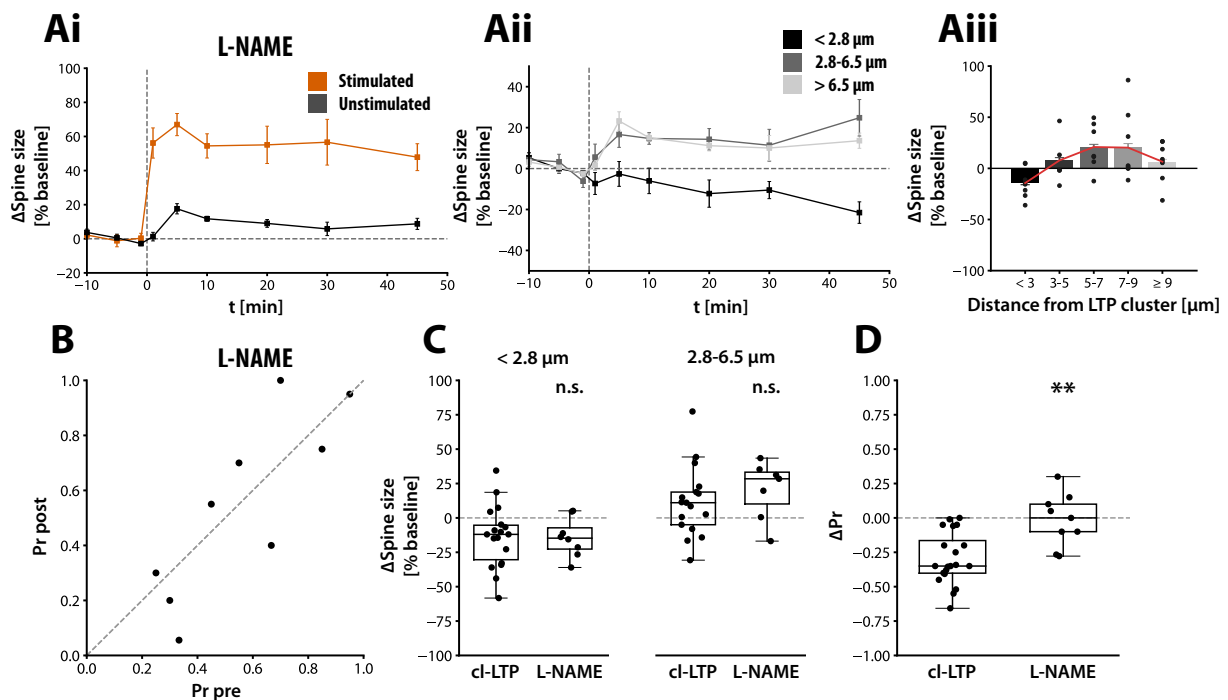 Ai
L-NAME
Stimulated
Unstimulated
ΔSpine size
[% baseline]
100
80
60
40
20
0
−20
−10
0
10
20
30
40
50
t [min]
Aii
< 2.8 µm
2.8-6.5 µm
> 6.5 µm
ΔSpine size
[% baseline]
40
20
0
−20
−40
−10
0
10
20
30
40
50
t [min]
Aiii
ΔSpine size
[% baseline]
100
50
0
−50
−100
< 3
3-5
5-7
7-9
≥ 9
Distance from LTP cluster [µm]
B
L-NAME
Pr post
1.0
0.8
0.6
0.4
0.2
0.0
0.0
0.2
0.4
0.6
0.8
1.0
Pr pre
C
< 2.8 µm
2.8-6.5 µm
n.s.
n.s.
ΔSpine size
[% baseline]
100
75
50
25
0
−25
−50
−75
−100
cl-LTP
L-NAME
cl-LTP
L-NAME
D
**
ΔPr
1.00
0.75
0.50
0.25
0.00
−0.25
−0.50
−0.75
−1.00
cl-LTP
L-NAME